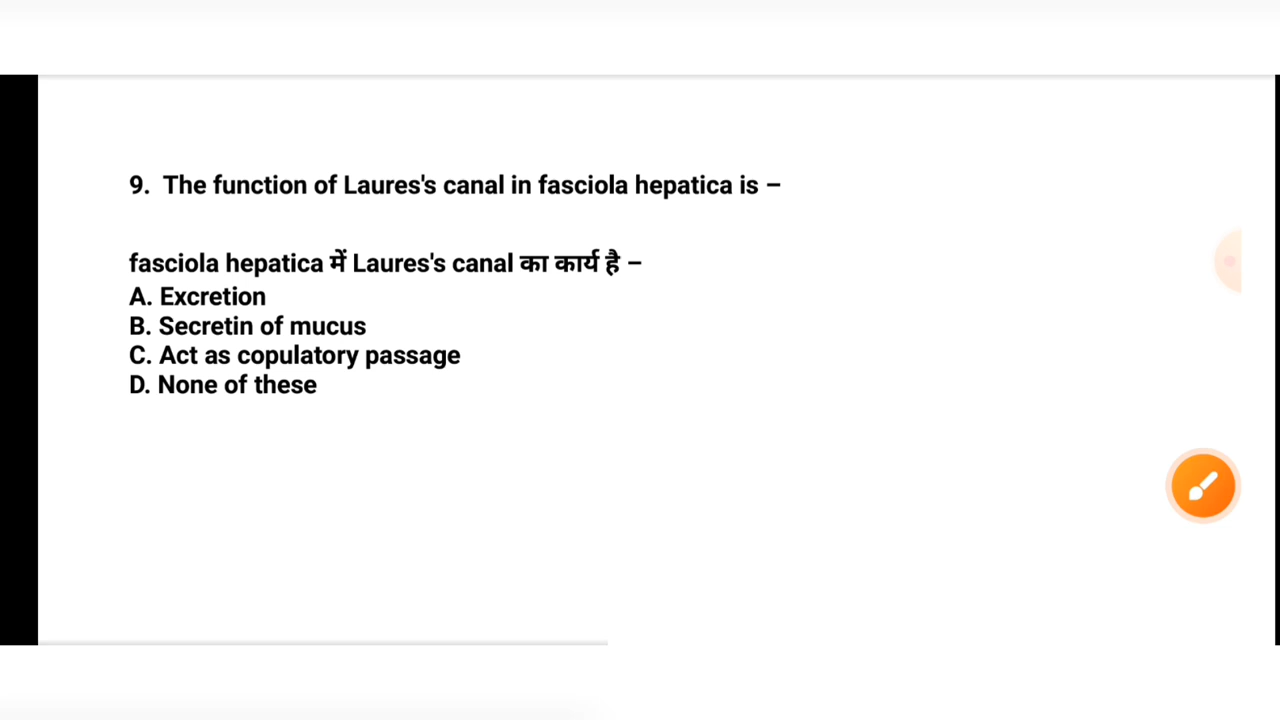 9. The function of Laures's canal in fasciola hepatica is –
fasciola hepatica में Laures's canal का कार्य है –
A. Excretion
B. Secretin of mucus
C. Act as copulatory passage
D. None of these